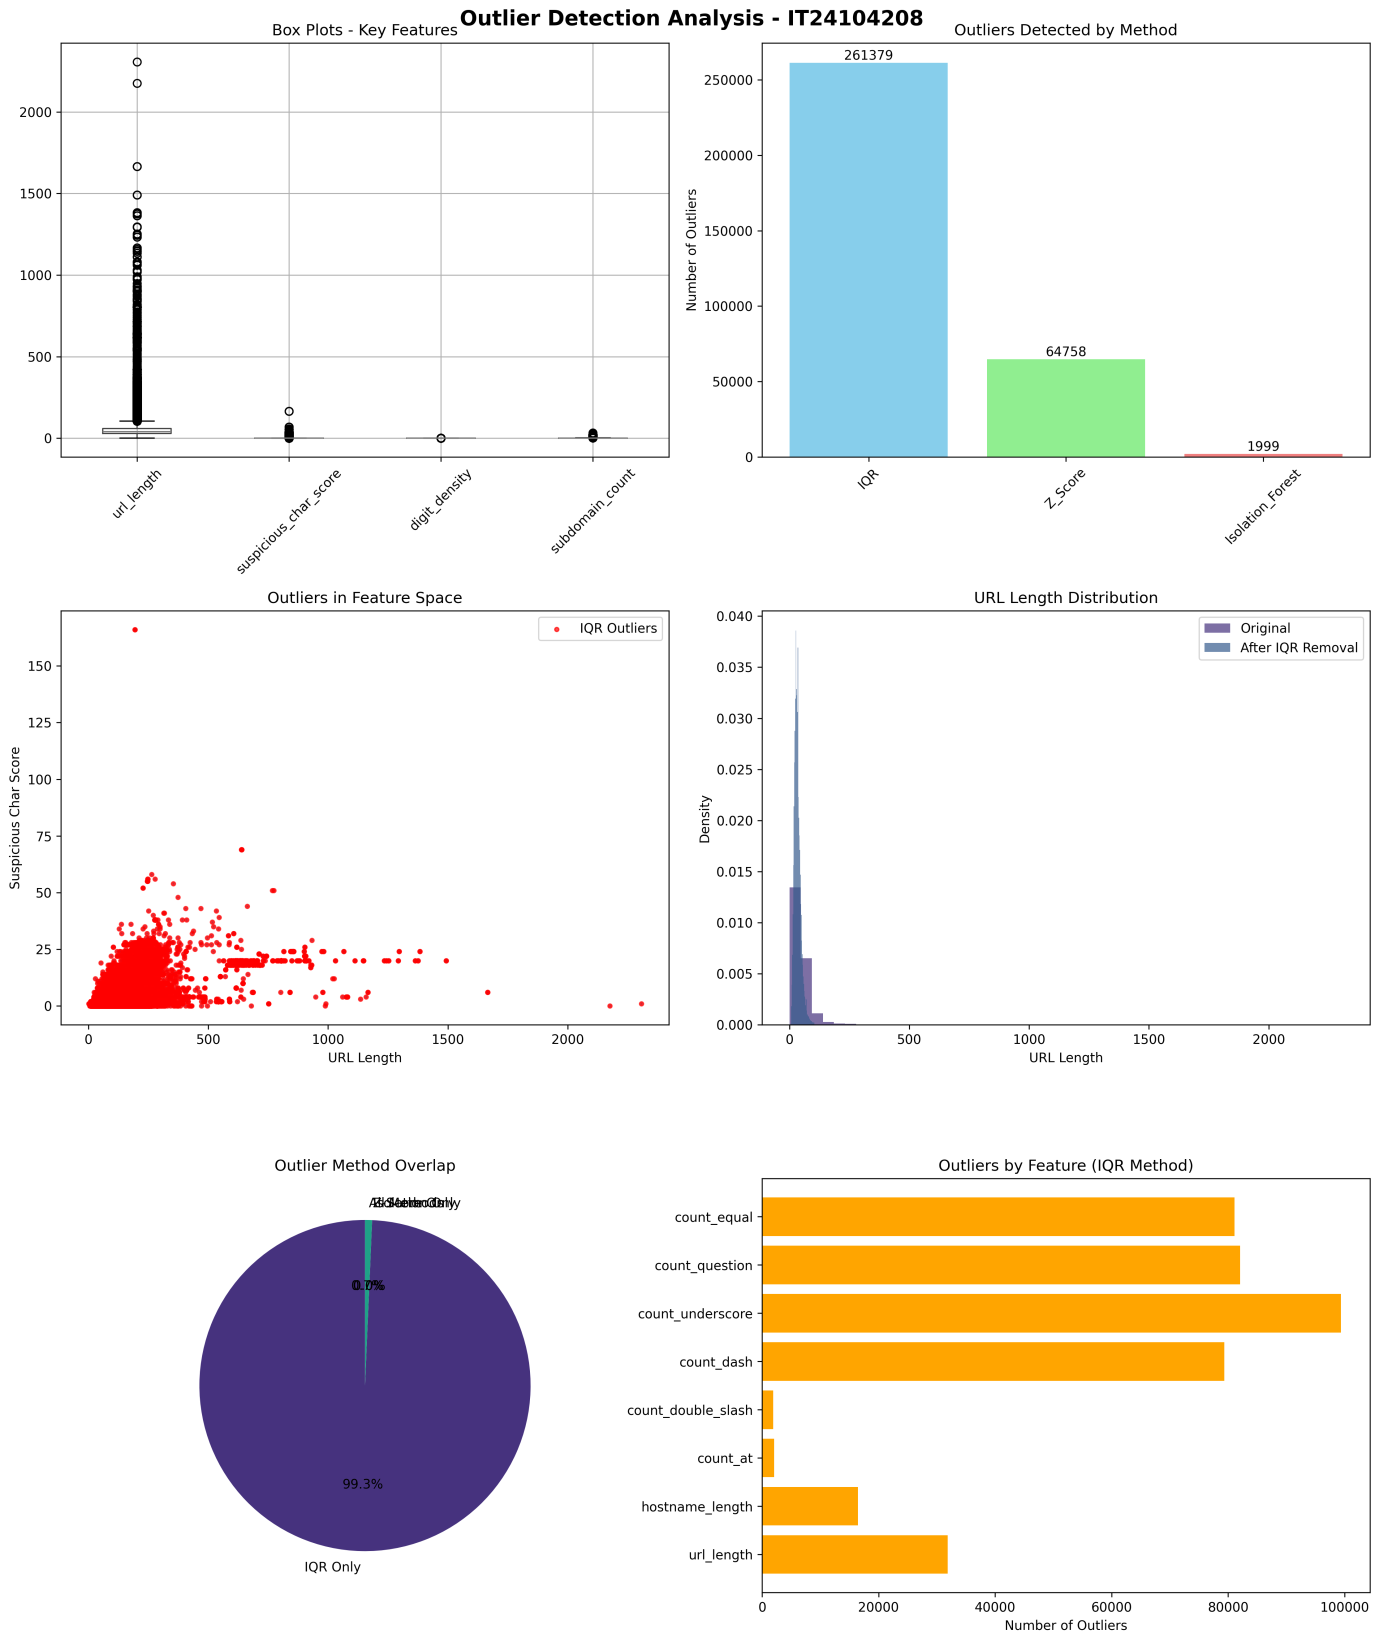 Outlier Detection Analysis - IT24104208
Box Plots - Key Features
2000
1500
1000
500
0
url_length
suspicious_char_score
digit_density
subdomain_count
Outliers Detected by Method
Number of Outliers
250000
200000
150000
100000
50000
0
261379
64758
1999
IQR
Z_Score
Isolation_Forest
Outliers in Feature Space
IQR Outliers
Suspicious Char Score
150
125
100
75
50
25
0
0
500
1000
1500
2000
URL Length
URL Length Distribution
Original
After IQR Removal
Density
0.040
0.035
0.030
0.025
0.020
0.015
0.010
0.005
0.000
0
500
1000
1500
2000
URL Length
Outlier Method Overlap
99.3%
IQR Only
Outliers by Feature (IQR Method)
count_equal
count_question
count_underscore
count_dash
count_double_slash
count_at
hostname_length
url_length
0
20000
40000
60000
80000
100000
Number of Outliers